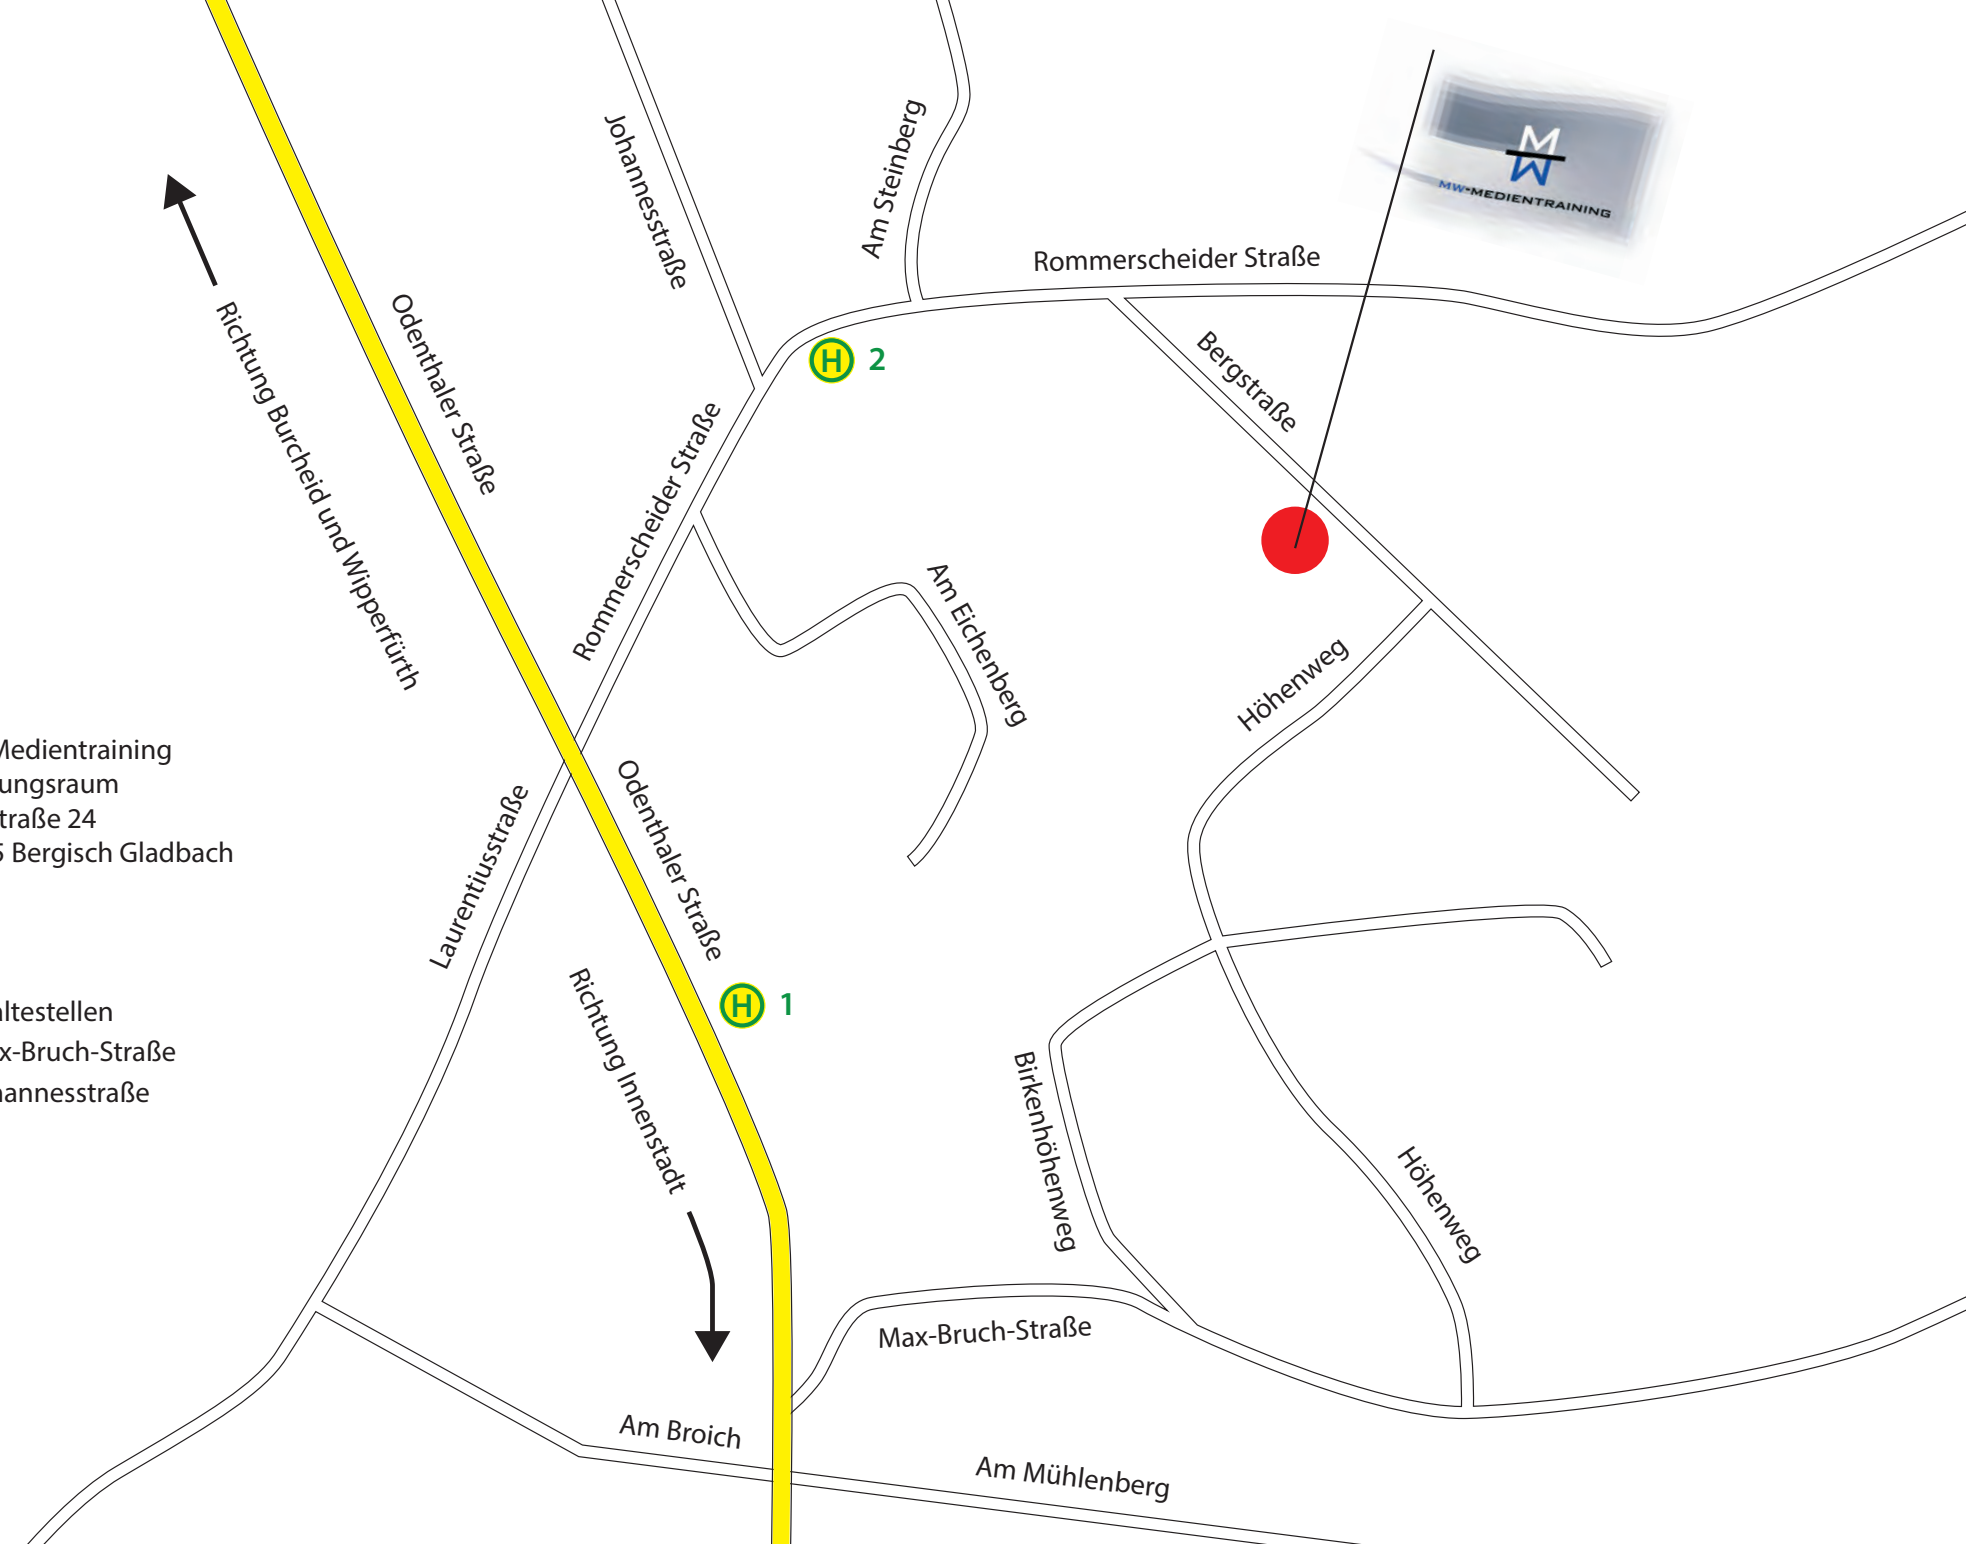 Johannesstraße
Am Steinberg
M
W
MW-MEDIENTRAINING
Rommerscheider Straße
Odenthaler Straße
Richtung Burcheid und Wipperfürth
H 2
Bergstraße
Rommerscheider Straße
Am Eichenberg
Höhenweg
Medientraining
ungsraum
traße 24
5 Bergisch Gladbach
Laurentiusstraße
Odenthaler Straße
H 1
Richtung Innenstadt
ltestellen
x-Bruch-Straße
annesstraße
Birkenhöhenweg
Höhenweg
Max-Bruch-Straße
Am Broich
Am Mühlenberg